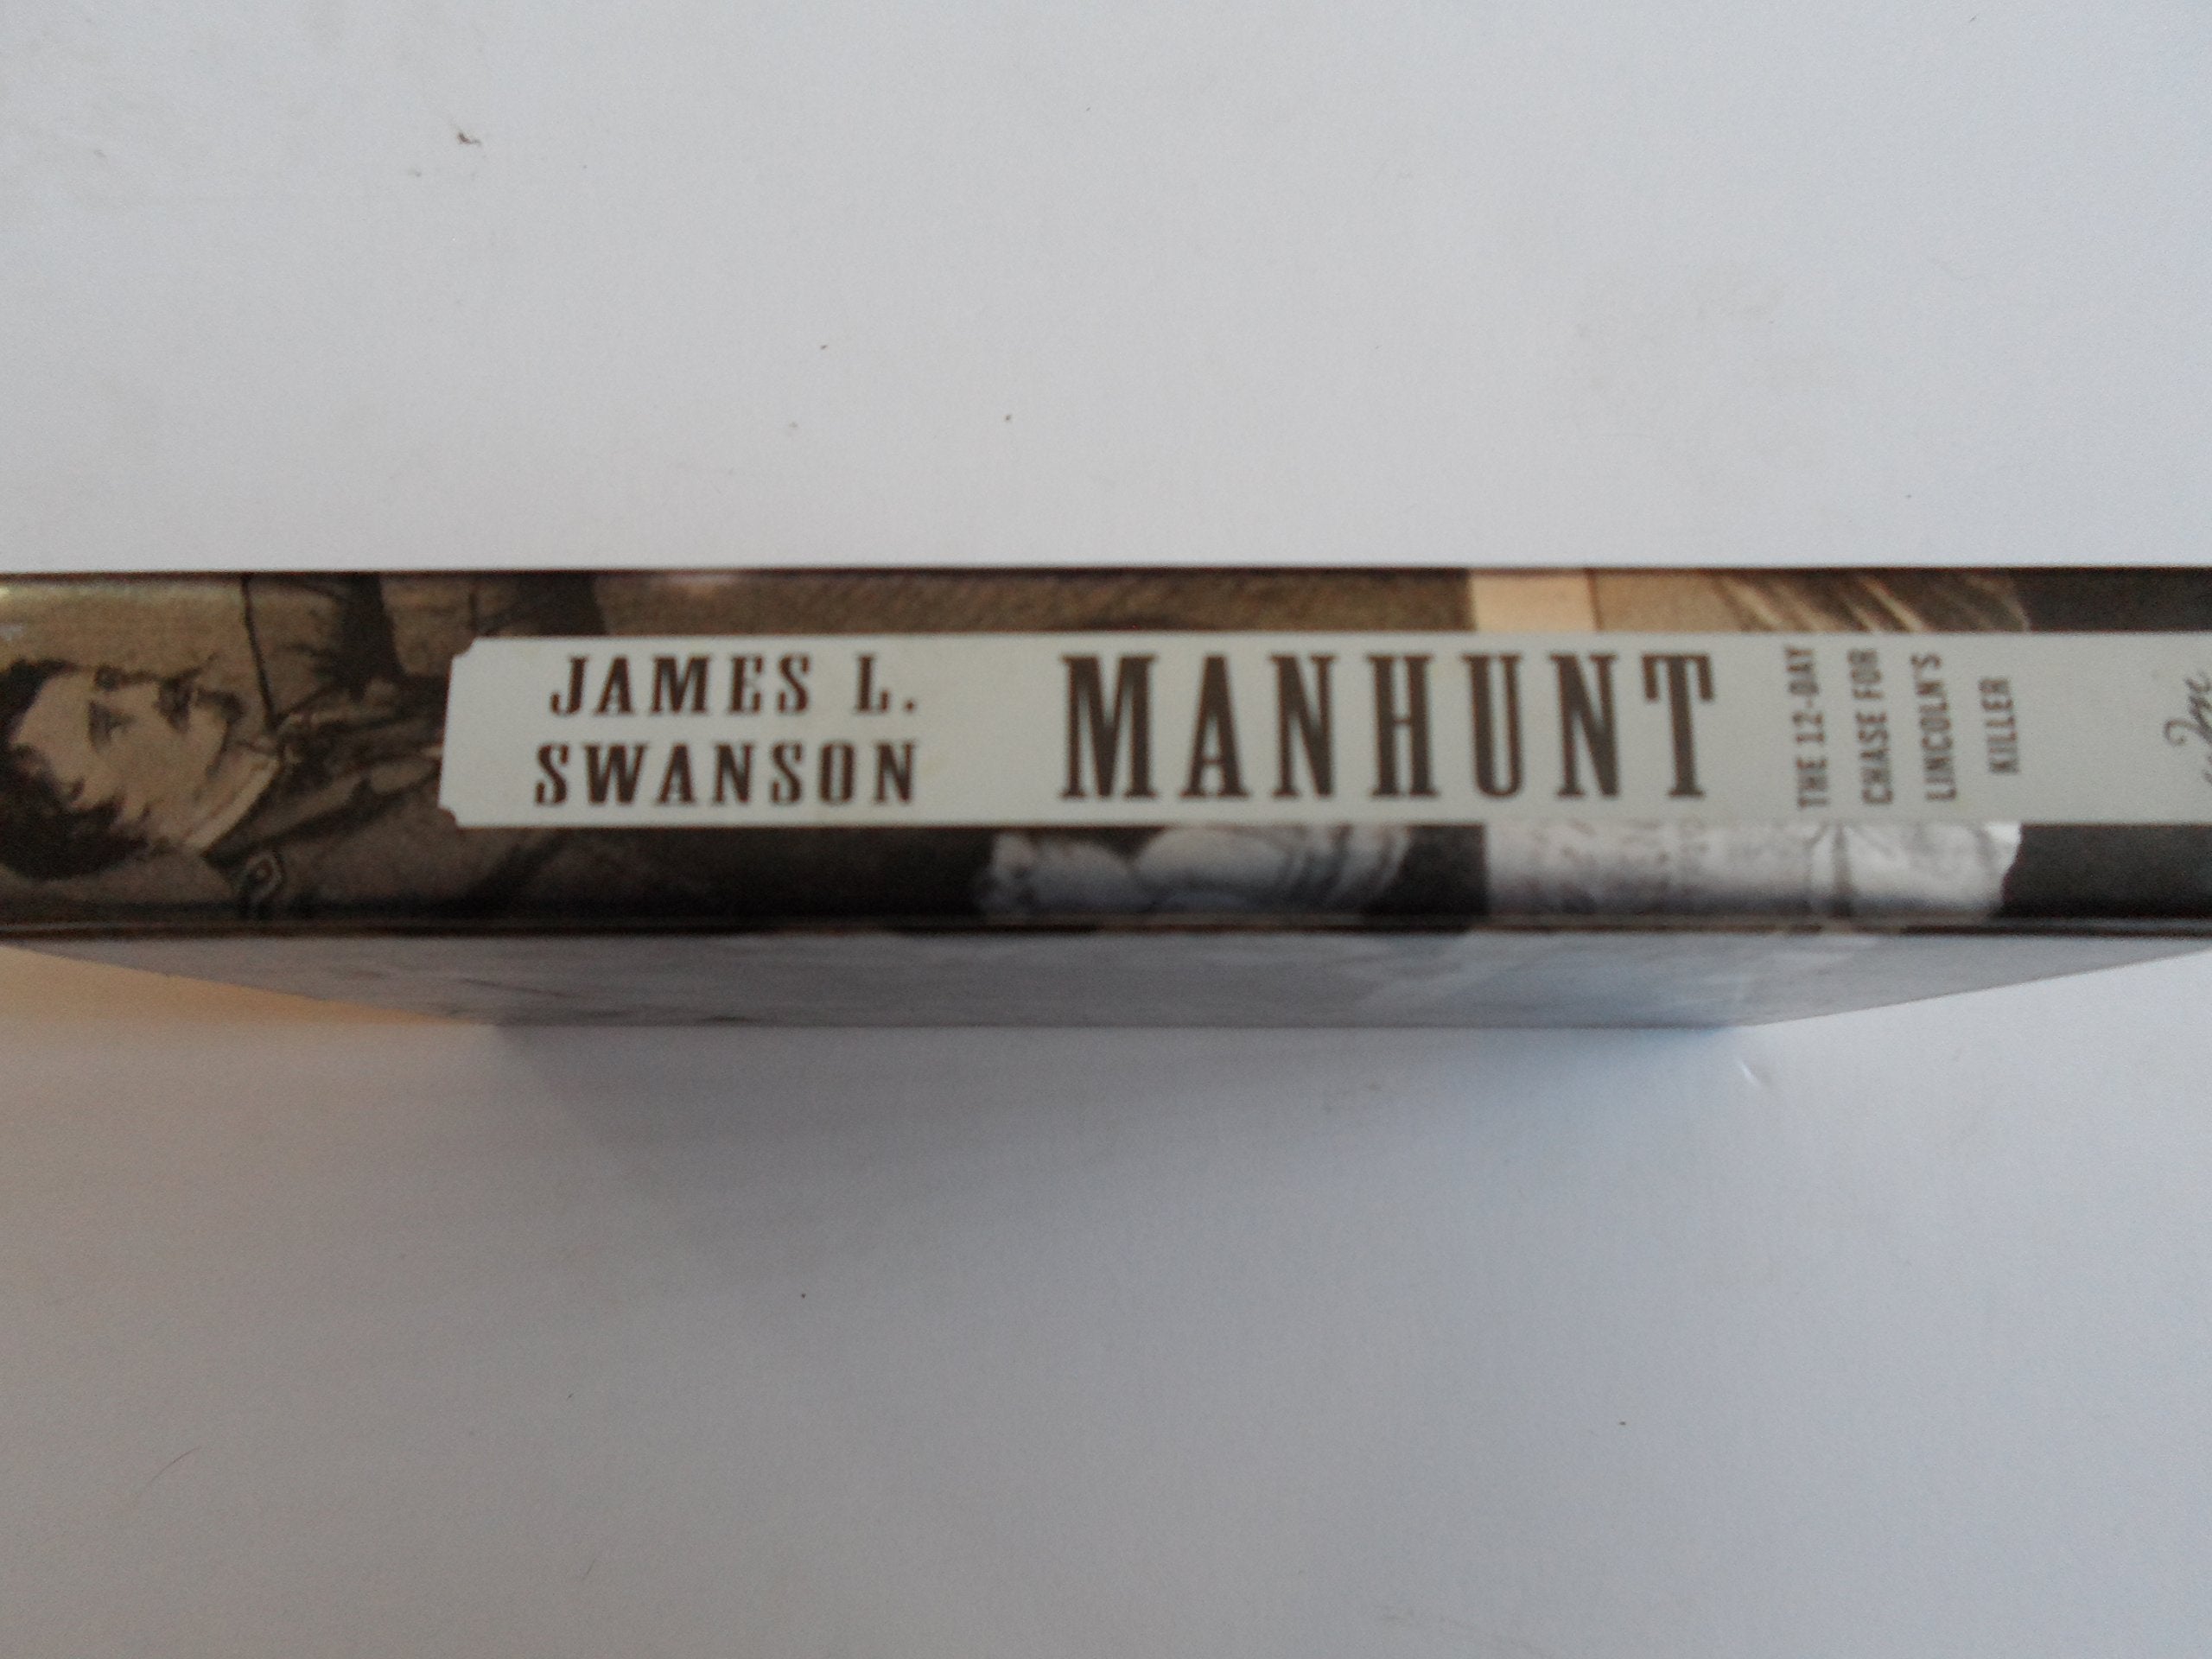 JAMES L.
SWANSON
MANHUNT
THE 12-DAY
CHASE FOR
LINCOLN'S
KILLER